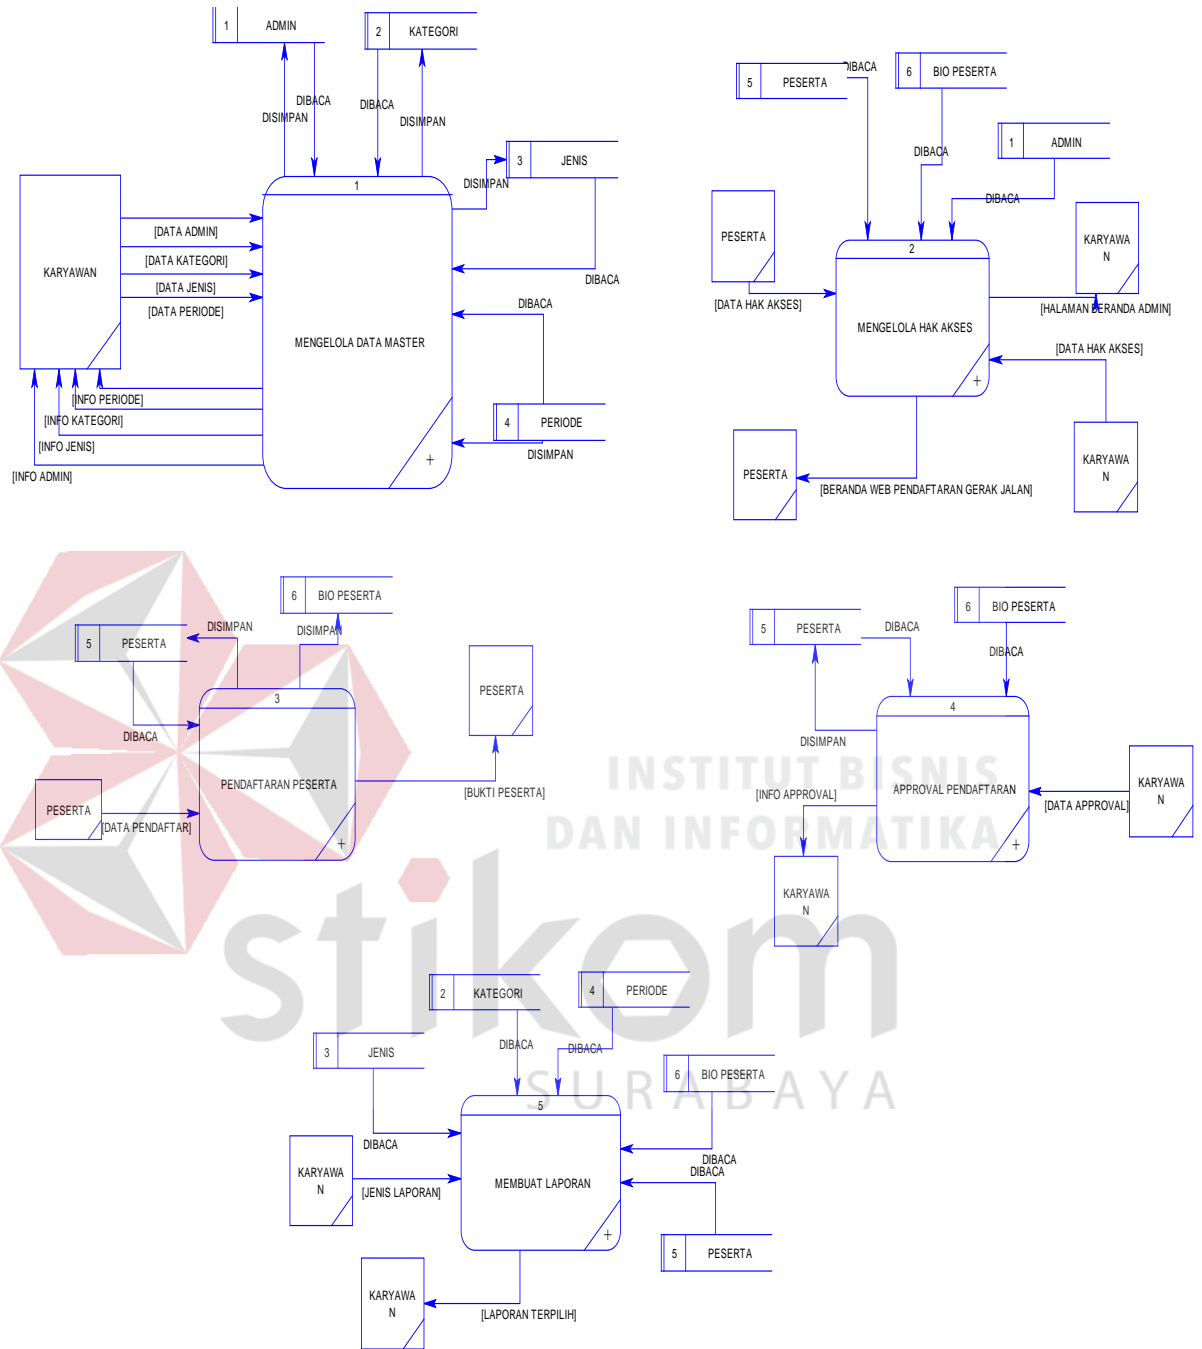 1 ADMIN
2 KATEGORI
DIBACA
DISIMPAN
DIBACA
DISIMPAN
3 JENIS
DISIMPAN
DIBACA
1
KARYAWAN
[DATA ADMIN]
[DATA KATEGORI]
[DATA JENIS]
[DATA PERIODE]
MENGELOLA DATA MASTER
+
DIBACA
4 PERIODE
DISIMPAN
[INFO PERIODE]
[INFO KATEGORI]
[INFO JENIS]
[INFO ADMIN]
5 PESERTA
DIBACA
6 BIO PESERTA
DIBACA
1 ADMIN
DIBACA
PESERTA
[DATA HAK AKSES]
2
MENGELOLA HAK AKSES
+
KARYAWA
N
[HALAMAN BERANDA ADMIN]
[DATA HAK AKSES]
KARYAWA
N
PESERTA
[BERANDA WEB PENDAFTARAN GERAK JALAN]
6 BIO PESERTA
5 PESERTA
DISIMPAN
DISIMPAN
DIBACA
3
PENDAFTARAN PESERTA
+
PESERTA
[DATA PENDAFTAR]
PESERTA
[BUKTI PESERTA]
5 PESERTA
DIBACA
6 BIO PESERTA
DIBACA
DISIMPAN
4
APPROVAL PENDAFTARAN
+
[INFO APPROVAL]
KARYAWA
N
[DATA APPROVAL]
KARYAWA
N
INSTITUT BISNIS
DAN INFORMATIKA
stikom
SURABAYA
2 KATEGORI
4 PERIODE
DIBACA
DIBACA
3 JENIS
DIBACA
6 BIO PESERTA
DIBACA
DIBACA
5
MEMBUAT LAPORAN
+
KARYAWA
N
[JENIS LAPORAN]
5 PESERTA
KARYAWA
N
[LAPORAN TERPILIH]